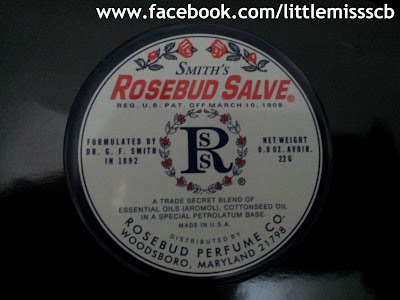 www.facebook.com/littlemissscb
SMITH'S
ROSEBUD SALVE®
REG. U.S. PAT. OFF. MARCH 10, 1908
FORMULATED BY
DR. G. F. SMITH
IN 1892
S
R
S
®
NET WEIGHT
0.8 OZ. AVOIR.
22G
A TRADE SECRET BLEND OF
ESSENTIAL OILS (AROMOL), COTTONSEED OIL
IN A SPECIAL PETROLATUM BASE.
MADE IN U.S.A.
DISTRIBUTED BY
ROSEBUD PERFUME CO.
WOODSBORO, MARYLAND 21798